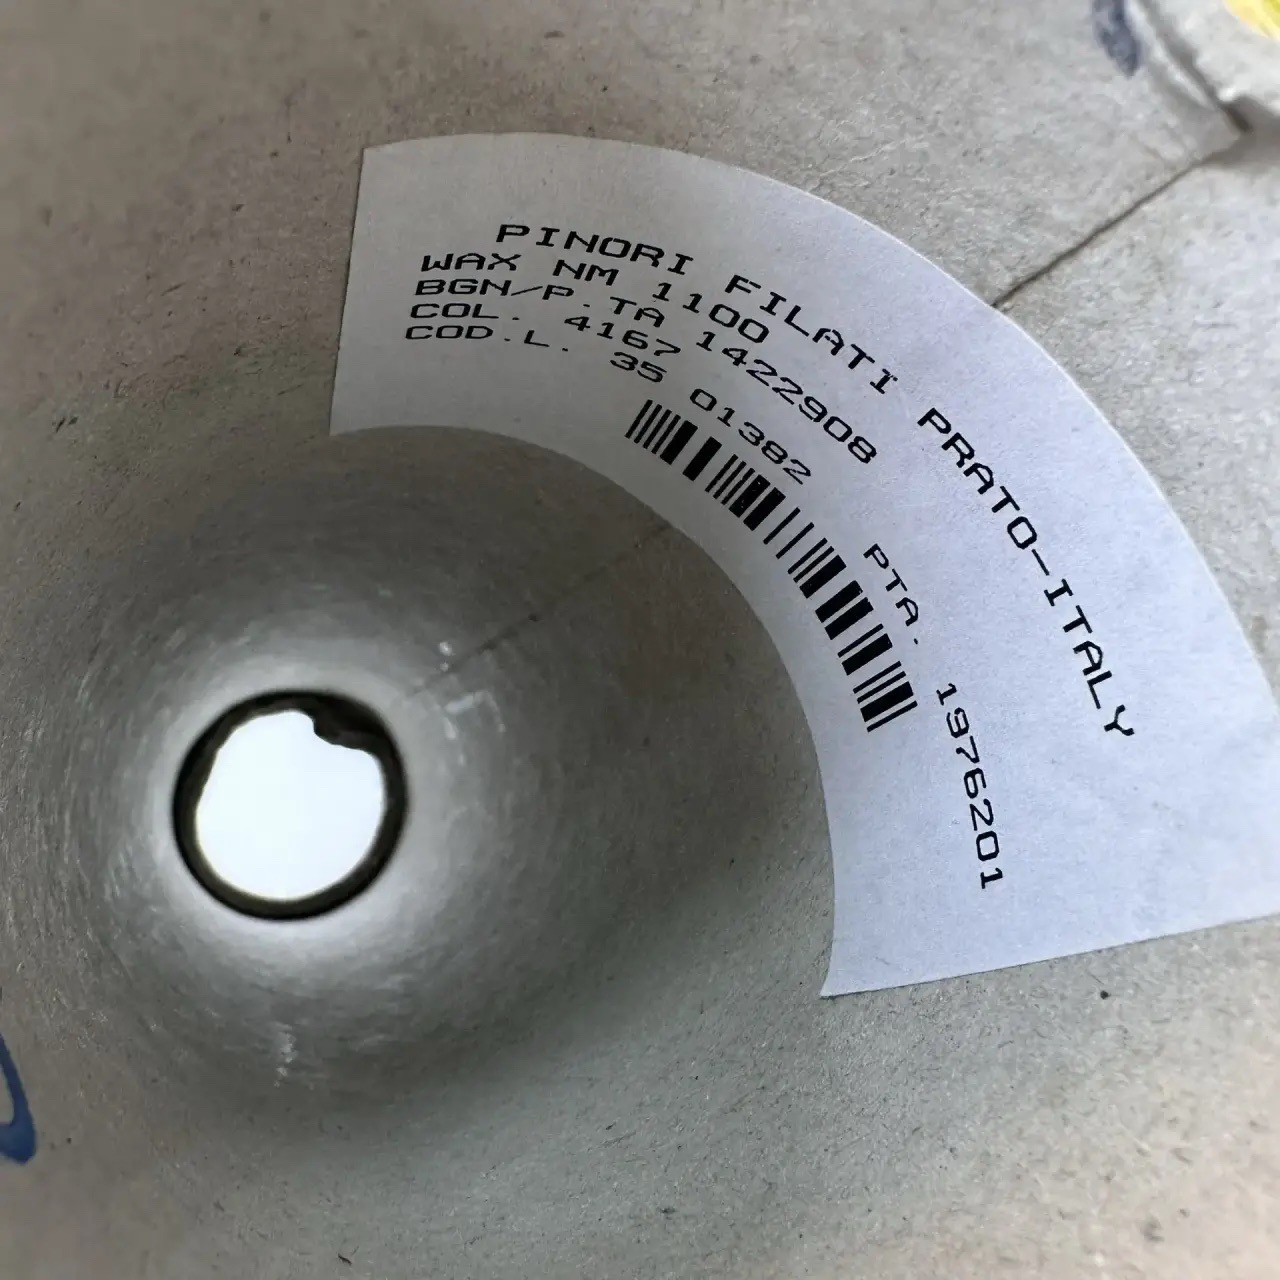 PINORI FILATI PRATO-ITALY
WAX NM 1100
BGN/P.TA 1422908
COL. 4167
COD.L. 35 01382 PTA. 1976201